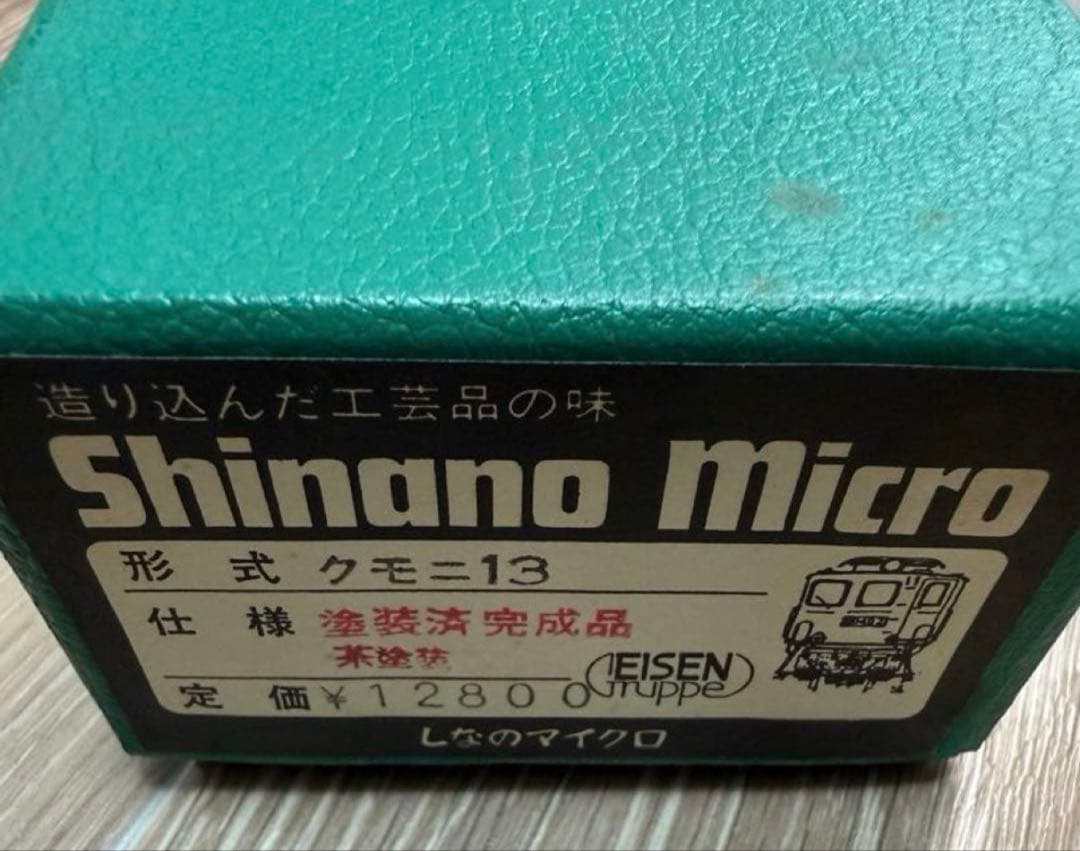 造り込んだ工芸品の味
Shinano Micro
形式 クモニ13
仕様 塗装済完成品
茶塗装
定価 ¥12800
EISEN
Gruppe
しなのマイクロ